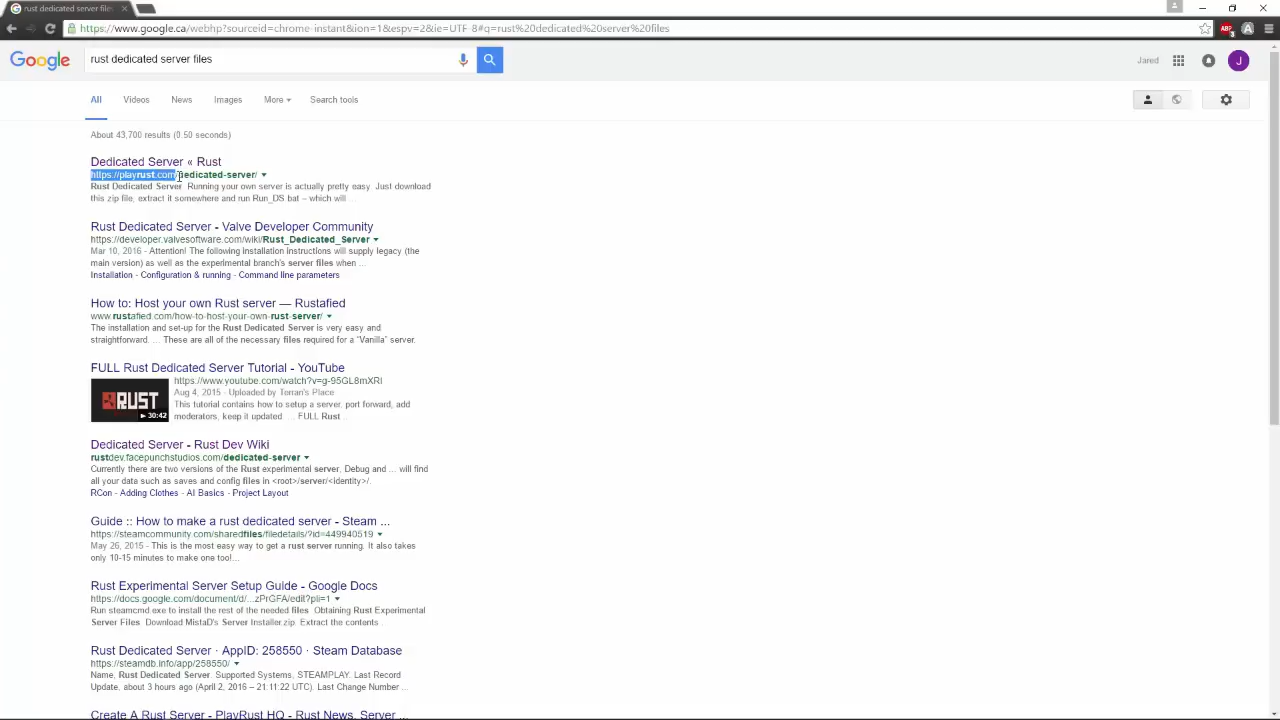 rust dedicated server files
https://www.google.ca/webhp?sourceid=chrome-instant&ion=1&espv=2&ie=UTF-8#q=rust%20dedicated%20server%20files
Google
rust dedicated server files
Jared
J
All Videos News Images More Search tools
About 43,700 results (0.50 seconds)
Dedicated Server « Rust
https://playrust.com/dedicated-server/
Rust Dedicated Server. Running your own server is actually pretty easy. Just download
this zip file, extract it somewhere and run Run_DS.bat – which will ...
Rust Dedicated Server - Valve Developer Community
https://developer.valvesoftware.com/wiki/Rust_Dedicated_Server
Mar 10, 2016 - Attention! The following installation instructions will supply legacy (the
main version) as well as the experimental branch's server files when ...
Installation - Configuration & running - Command line parameters
How to: Host your own Rust server — Rustafied
www.rustafied.com/how-to-host-your-own-rust-server/
The installation and set-up for the Rust Dedicated Server is very easy and
straightforward. ... These are all of the necessary files required for a "Vanilla" server.
FULL Rust Dedicated Server Tutorial - YouTube
https://www.youtube.com/watch?v=g-95GL8mXRI
Aug 4, 2015 - Uploaded by Torran's Place
This tutorial contains how to setup a server. port forward, add
moderators, keep it updated. ... FULL Rust
RUST
30:42
Dedicated Server - Rust Dev Wiki
rustdev.facepunchstudios.com/dedicated-server
Currently there are two versions of the Rust experimental server, Debug and ... will find
all your data such as saves and config files in <root>/server/<identity>/.
RCon - Adding Clothes - AI Basics - Project Layout
Guide :: How to make a rust dedicated server - Steam ...
https://steamcommunity.com/sharedfiles/filedetails/?id=449940519
May 26, 2015 - This is the most easy way to get a rust server running. It also takes
only 10-15 minutes to make one too!...
Rust Experimental Server Setup Guide - Google Docs
https://docs.google.com/document/d/...zPrGFA/edit?pli=1
Run steamcmd exe to install the rest of the needed files. Obtaining Rust Experimental
Server Files. Download MistaD's Server Installer.zip. Extract the contents .
Rust Dedicated Server · AppID: 258550 · Steam Database
https://steamdb.info/app/258550/
Name, Rust Dedicated Server. Supported Systems, STEAMPLAY. Last Record
Update, about 3 hours ago (April 2, 2016 – 21:11:22 UTC). Last Change Number ...
Create A Rust Server - PlayRust HQ - Rust News, Server ...